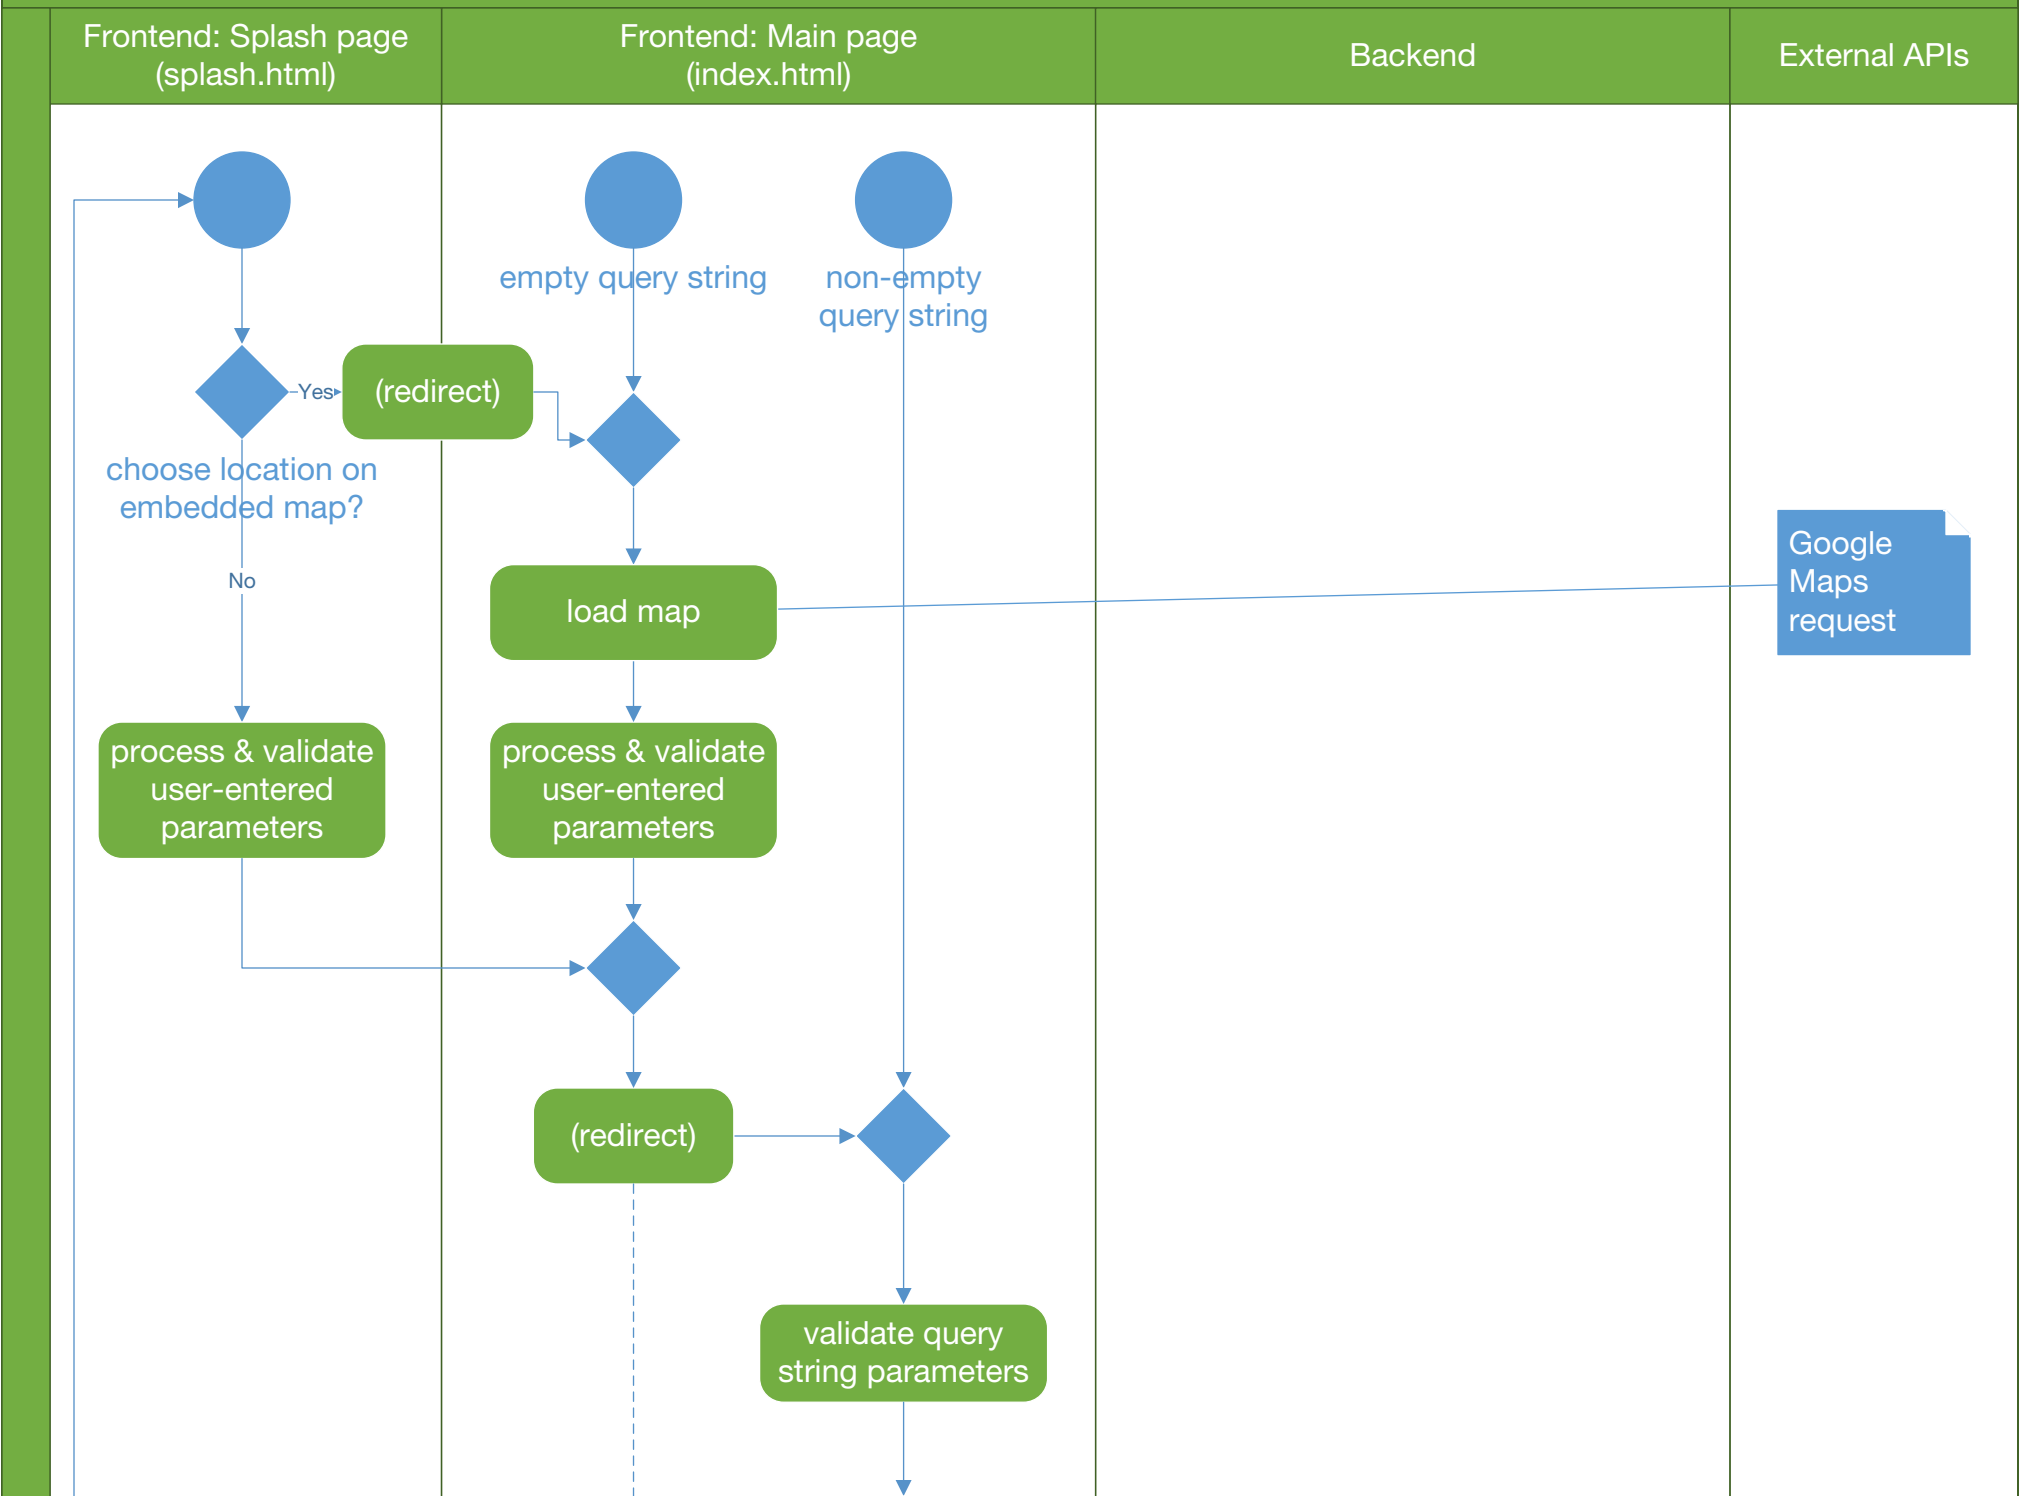 Frontend: Splash page
(splash.html)
Frontend: Main page
(index.html)
Backend
External APIs
empty query string
non-empty
query string
Yes
(redirect)
choose location on
embedded map?
No
load map
Google
Maps
request
process & validate
user-entered
parameters
process & validate
user-entered
parameters
(redirect)
validate query
string parameters